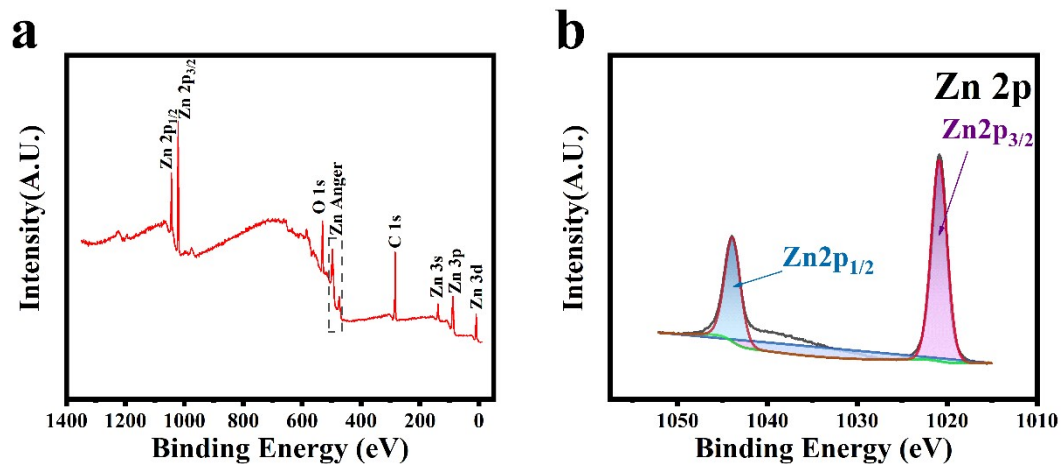 a
Intensity(A.U.)
Zn 2p1/2
Zn 2p3/2
O 1s
Zn Anger
C 1s
Zn 3s
Zn 3p
Zn 3d
1400 1200 1000 800 600 400 200 0
Binding Energy (eV)
b
Intensity(A.U.)
Zn 2p
Zn2p3/2
Zn2p1/2
1050 1040 1030 1020 1010
Binding Energy (eV)